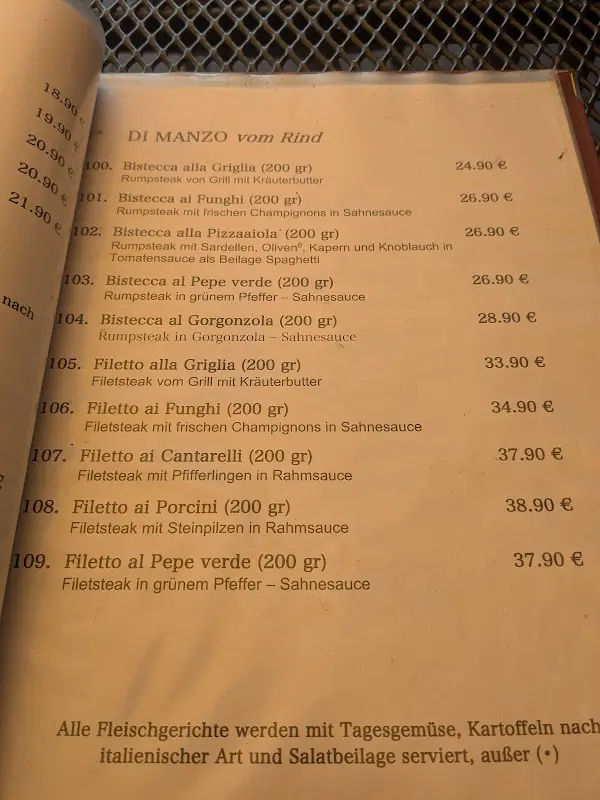 18.90 €
19.90 €
20.90 €
20.90 €
21.90 €
nach
DI MANZO vom Rind
100. Bistecca alla Griglia (200 gr) 24.90 €
Rumpsteak von Grill mit Kräuterbutter
101. Bistecca ai Funghi (200 gr) 26.90 €
Rumpsteak mit frischen Champignons in Sahnesauce
102. Bistecca alla Pizzaaiola (200 gr) 26.90 €
Rumpsteak mit Sardellen, Oliven⁶, Kapern und Knoblauch in
Tomatensauce als Beilage Spaghetti
103. Bistecca al Pepe verde (200 gr) 26.90 €
Rumpsteak in grünem Pfeffer – Sahnesauce
104. Bistecca al Gorgonzola (200 gr) 28.90 €
Rumpsteak in Gorgonzola – Sahnesauce
105. Filetto alla Griglia (200 gr) 33.90 €
Filetsteak vom Grill mit Kräuterbutter
106. Filetto ai Funghi (200 gr) 34.90 €
Filetsteak mit frischen Champignons in Sahnesauce
107. Filetto ai Cantarelli (200 gr) 37.90 €
Filetsteak mit Pfifferlingen in Rahmsauce
108. Filetto ai Porcini (200 gr) 38.90 €
Filetsteak mit Steinpilzen in Rahmsauce
109. Filetto al Pepe verde (200 gr) 37.90 €
Filetsteak in grünem Pfeffer – Sahnesauce
Alle Fleischgerichte werden mit Tagesgemüse, Kartoffeln nach
italienischer Art und Salatbeilage serviert, außer (•)